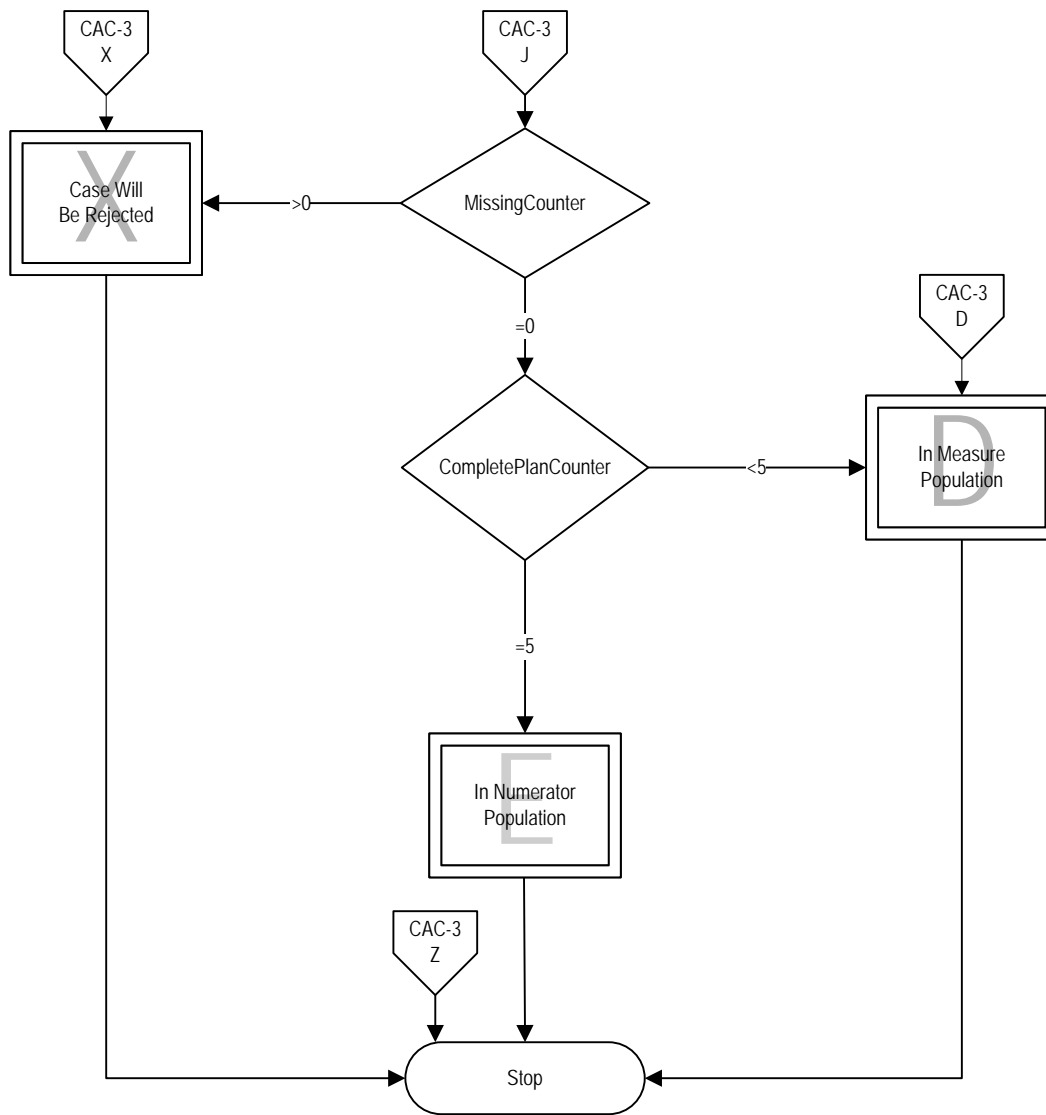 CAC-3
X
CAC-3
J
X
Case Will
Be Rejected
>0
MissingCounter
=0
CAC-3
D
CompletePlanCounter
<5
D
In Measure
Population
=5
E
In Numerator
Population
CAC-3
Z
Stop